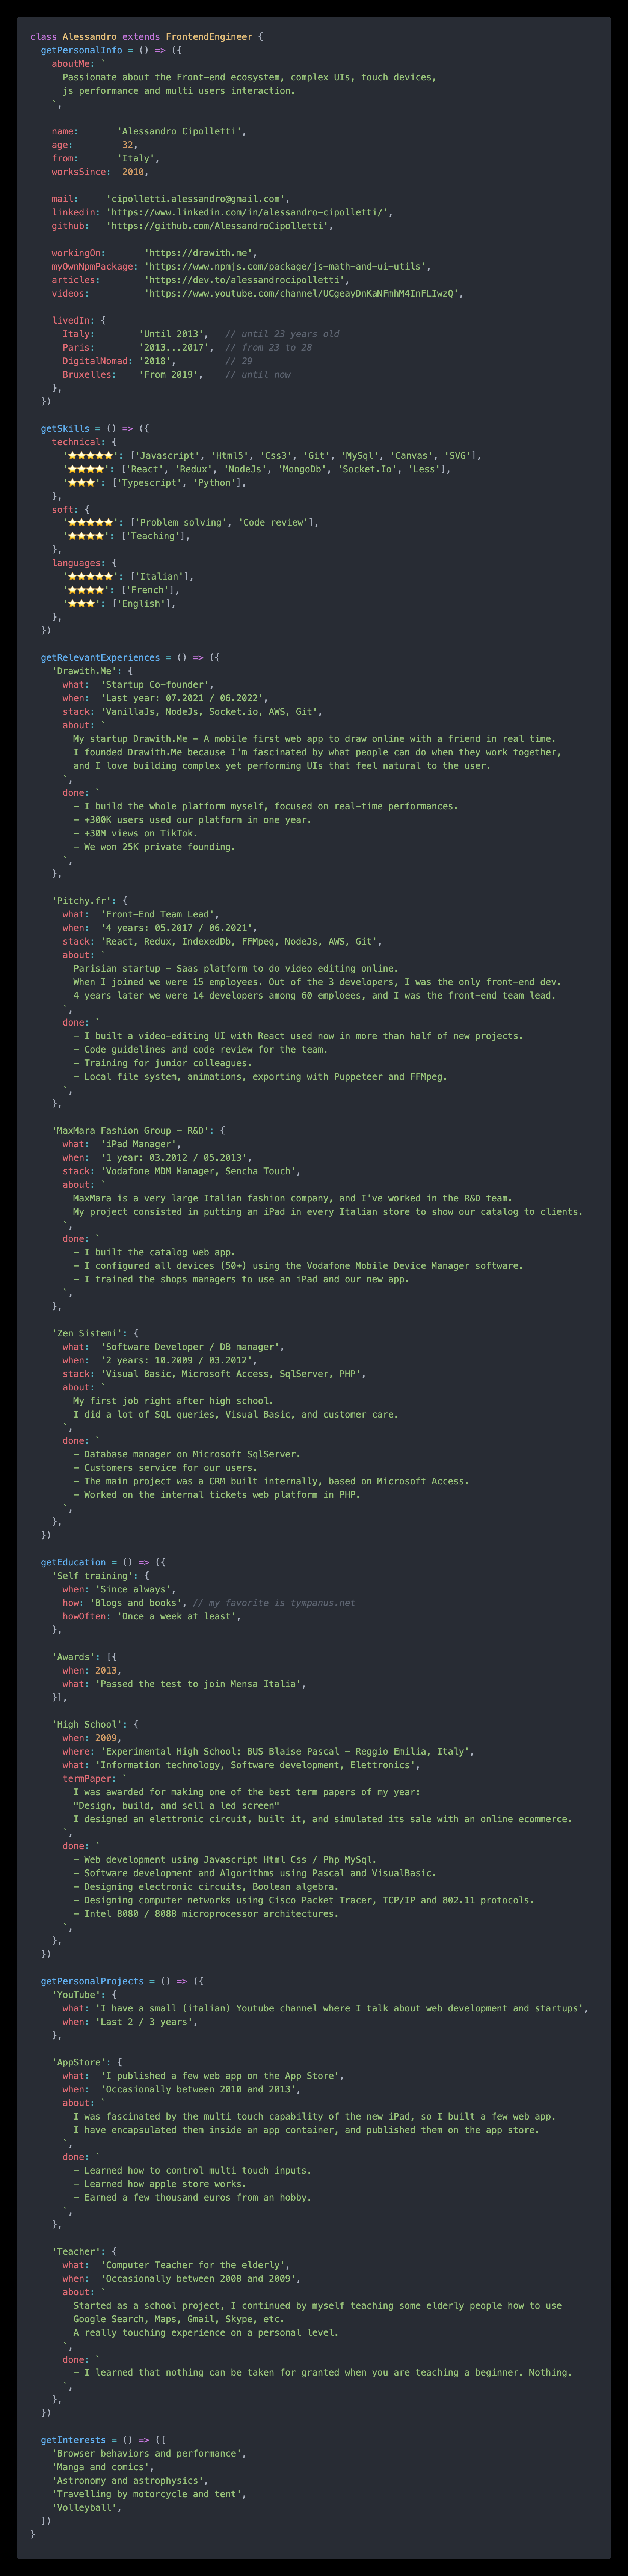 class Alessandro extends FrontendEngineer {
  getPersonalInfo = () => ({
    aboutMe: `
      Passionate about the Front-end ecosystem, complex UIs, touch devices,
      js performance and multi users interaction.
    `,
    name:       'Alessandro Cipolletti',
    age:         32,
    from:       'Italy',
    worksSince:  2010,
    mail:     'cipolletti.alessandro@gmail.com',
    linkedin: 'https://www.linkedin.com/in/alessandro-cipolletti/',
    github:   'https://github.com/AlessandroCipolletti',
    workingOn:       'https://drawith.me',
    myOwnNpmPackage: 'https://www.npmjs.com/package/js-math-and-ui-utils',
    articles:        'https://dev.to/alessandrocipolletti',
    videos:          'https://www.youtube.com/channel/UCgeayDnKaNFmhM4InFLIwzQ',
    livedIn: {
      Italy:        'Until 2013',   // until 23 years old
      Paris:        '2013...2017',  // from 23 to 28
      DigitalNomad: '2018',         // 29
      Bruxelles:    'From 2019',    // until now
    },
  })
  getSkills = () => ({
    technical: {
      '⭐⭐⭐⭐⭐': ['Javascript', 'Html5', 'Css3', 'Git', 'MySql', 'Canvas', 'SVG'],
      '⭐⭐⭐⭐': ['React', 'Redux', 'NodeJs', 'MongoDb', 'Socket.Io', 'Less'],
      '⭐⭐⭐': ['Typescript', 'Python'],
    },
    soft: {
      '⭐⭐⭐⭐⭐': ['Problem solving', 'Code review'],
      '⭐⭐⭐⭐': ['Teaching'],
    },
    languages: {
      '⭐⭐⭐⭐⭐': ['Italian'],
      '⭐⭐⭐⭐': ['French'],
      '⭐⭐⭐': ['English'],
    },
  })
  getRelevantExperiences = () => ({
    'Drawith.Me': {
      what:  'Startup Co-founder',
      when:  'Last year: 07.2021 / 06.2022',
      stack: 'VanillaJs, NodeJs, Socket.io, AWS, Git',
      about: `
        My startup Drawith.Me - A mobile first web app to draw online with a friend in real time.
        I founded Drawith.Me because I'm fascinated by what people can do when they work together,
        and I love building complex yet performing UIs that feel natural to the user.
      `,
      done: `
        - I build the whole platform myself, focused on real-time performances.
        - +300K users used our platform in one year.
        - +30M views on TikTok.
        - We won 25K private founding.
      `,
    },
    'Pitchy.fr': {
      what:  'Front-End Team Lead',
      when:  '4 years: 05.2017 / 06.2021',
      stack: 'React, Redux, IndexedDb, FFMpeg, NodeJs, AWS, Git',
      about: `
        Parisian startup - Saas platform to do video editing online.
        When I joined we were 15 employees. Out of the 3 developers, I was the only front-end dev.
        4 years later we were 14 developers among 60 emploees, and I was the front-end team lead.
      `,
      done: `
        - I built a video-editing UI with React used now in more than half of new projects.
        - Code guidelines and code review for the team.
        - Training for junior colleagues.
        - Local file system, animations, exporting with Puppeteer and FFMpeg.
      `,
    },
    'MaxMara Fashion Group - R&D': {
      what:  'iPad Manager',
      when:  '1 year: 03.2012 / 05.2013',
      stack: 'Vodafone MDM Manager, Sencha Touch',
      about: `
        MaxMara is a very large Italian fashion company, and I've worked in the R&D team.
        My project consisted in putting an iPad in every Italian store to show our catalog to clients.
      `,
      done: `
        - I built the catalog web app.
        - I configured all devices (50+) using the Vodafone Mobile Device Manager software.
        - I trained the shops managers to use an iPad and our new app.
      `,
    },
    'Zen Sistemi': {
      what:  'Software Developer / DB manager',
      when:  '2 years: 10.2009 / 03.2012',
      stack: 'Visual Basic, Microsoft Access, SqlServer, PHP',
      about: `
        My first job right after high school.
        I did a lot of SQL queries, Visual Basic, and customer care.
      `,
      done: `
        - Database manager on Microsoft SqlServer.
        - Customers service for our users.
        - The main project was a CRM built internally, based on Microsoft Access.
        - Worked on the internal tickets web platform in PHP.
      `,
    },
  })
  getEducation = () => ({
    'Self training': {
      when: 'Since always',
      how: 'Blogs and books', // my favorite is tympanus.net
      howOften: 'Once a week at least',
    },
    'Awards': [{
      when: 2013,
      what: 'Passed the test to join Mensa Italia',
    }],
    'High School': {
      when: 2009,
      where: 'Experimental High School: BUS Blaise Pascal - Reggio Emilia, Italy',
      what: 'Information technology, Software development, Elettronics',
      termPaper: `
        I was awarded for making one of the best term papers of my year:
        "Design, build, and sell a led screen"
        I designed an elettronic circuit, built it, and simulated its sale with an online ecommerce.
      `,
      done: `
        - Web development using Javascript Html Css / Php MySql.
        - Software development and Algorithms using Pascal and VisualBasic.
        - Designing electronic circuits, Boolean algebra.
        - Designing computer networks using Cisco Packet Tracer, TCP/IP and 802.11 protocols.
        - Intel 8080 / 8088 microprocessor architectures.
      `,
    },
  })
  getPersonalProjects = () => ({
    'YouTube': {
      what: 'I have a small (italian) Youtube channel where I talk about web development and startups',
      when: 'Last 2 / 3 years',
    },
    'AppStore': {
      what:  'I published a few web app on the App Store',
      when:  'Occasionally between 2010 and 2013',
      about: `
        I was fascinated by the multi touch capability of the new iPad, so I built a few web app.
        I have encapsulated them inside an app container, and published them on the app store.
      `,
      done: `
        - Learned how to control multi touch inputs.
        - Learned how apple store works.
        - Earned a few thousand euros from an hobby.
      `,
    },
    'Teacher': {
      what:  'Computer Teacher for the elderly',
      when:  'Occasionally between 2008 and 2009',
      about: `
        Started as a school project, I continued by myself teaching some elderly people how to use
        Google Search, Maps, Gmail, Skype, etc.
        A really touching experience on a personal level.
      `,
      done: `
        - I learned that nothing can be taken for granted when you are teaching a beginner. Nothing.
      `,
    },
  })
  getInterests = () => ([
    'Browser behaviors and performance',
    'Manga and comics',
    'Astronomy and astrophysics',
    'Travelling by motorcycle and tent',
    'Volleyball',
  ])
}